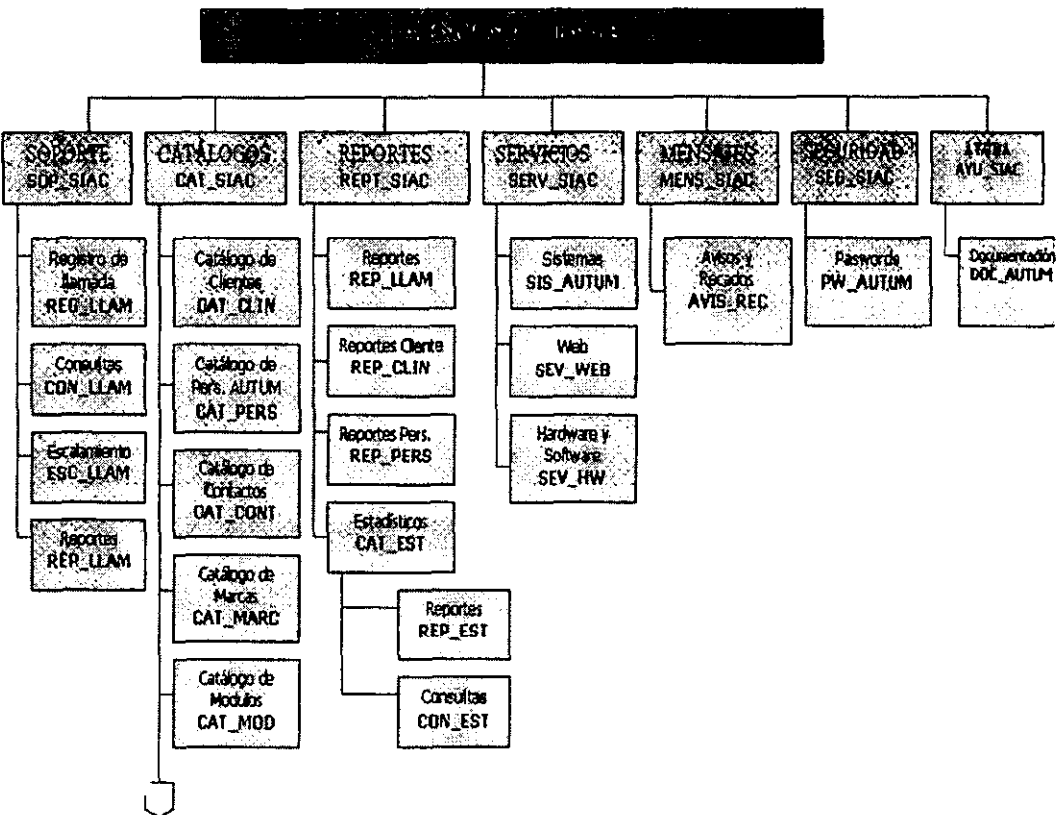 SOPORTE
SOP_SIAC
CATÁLOGOS
CAT_SIAC
REPORTES
REPT_SIAC
SERVICIOS
SERV_SIAC
MENSAJES
MENS_SIAC
SEGURIDAD
SEG_SIAC
AYU_SIAC
Registro de
llamada
REG_LLAM
Consultas
CON_LLAM
Escalamiento
ESC_LLAM
Reportes
REP_LLAM
Catálogo de
Clientes
CAT_CLIN
Catálogo de
Pers. AUTUM
CAT_PERS
Catálogo de
Contactos
CAT_CONT
Catálogo de
Marcas
CAT_MARC
Catálogo de
Modulos
CAT_MOD
Reportes
REP_LLAM
Reportes Cliente
REP_CLIN
Reportes Pers.
REP_PERS
Estadísticos
CAT_EST
Reportes
REP_EST
Consultas
CON_EST
Sistemas
SIS_AUTUM
Web
SEV_WEB
Hardware y
Software
SEV_HW
Avisos y
Recados
AVIS_REC
Pasworda
PW_AUTUM
Documentación
DOC_AUTUM